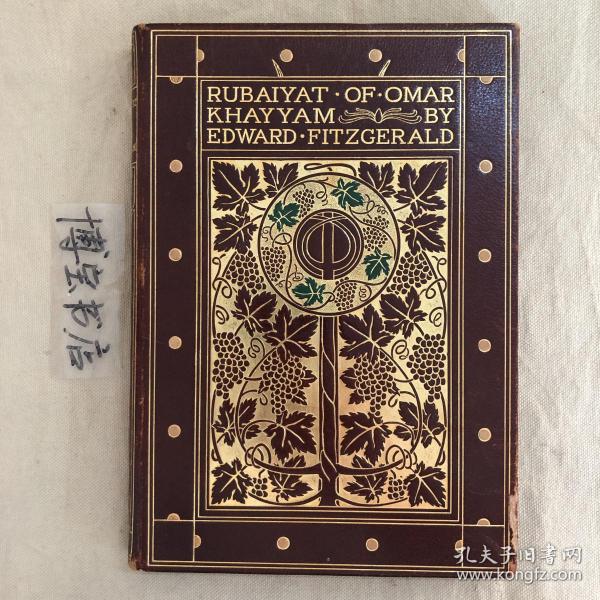 RUBAIYAT · OF · OMAR
KHAYYAM BY
EDWARD · FITZGERALD
博宝书店
孔夫子旧书网
www.kongfz.com